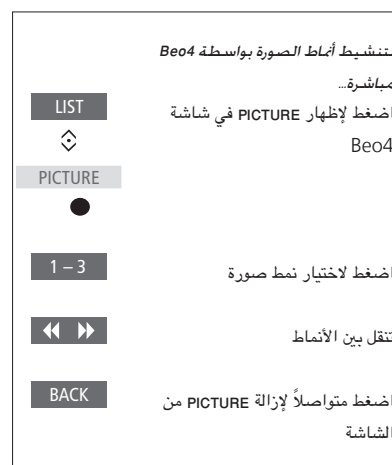 لتنشيط أنماط الصورة بواسطة Beo4
مباشرة...
LIST
اضغط لإظهار PICTURE في شاشة
Beo4
PICTURE
1 – 3
اضغط لاختيار نمط صورة
تنقل بين الأنماط
BACK
اضغط متواصلاً لإزالة PICTURE من
الشاشة